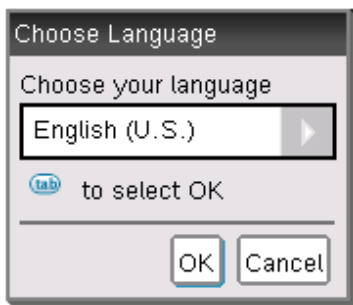 Choose Language
Choose your language
English (U.S.)
tab to select OK
OK Cancel